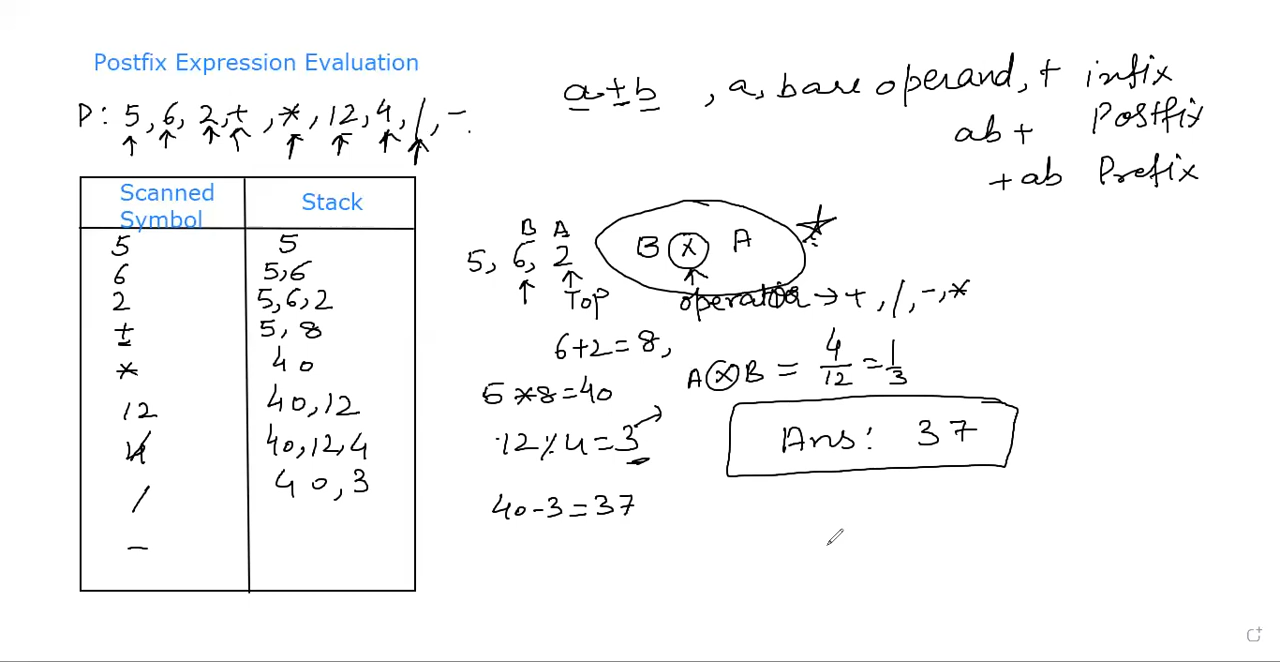 Postfix Expression Evaluation
P: 5, 6, 2, +, *, 12, 4, /, -.
a+b, a, b are operand, + infix
ab+ Postfix
+ab Prefix
Scanned Symbol Stack
5 5
6 5,6
2 5,6,2
+ 5, 8
* 40
12 40,12
4 40,12,4
/ 40,3
-
B A
5, 6, 2
Top
B × A
→ +, /, -, *
6+2=8,
5*8=40
12/4=3
40-3=37
A × B = 4/12 = 1/3
Ans: 37